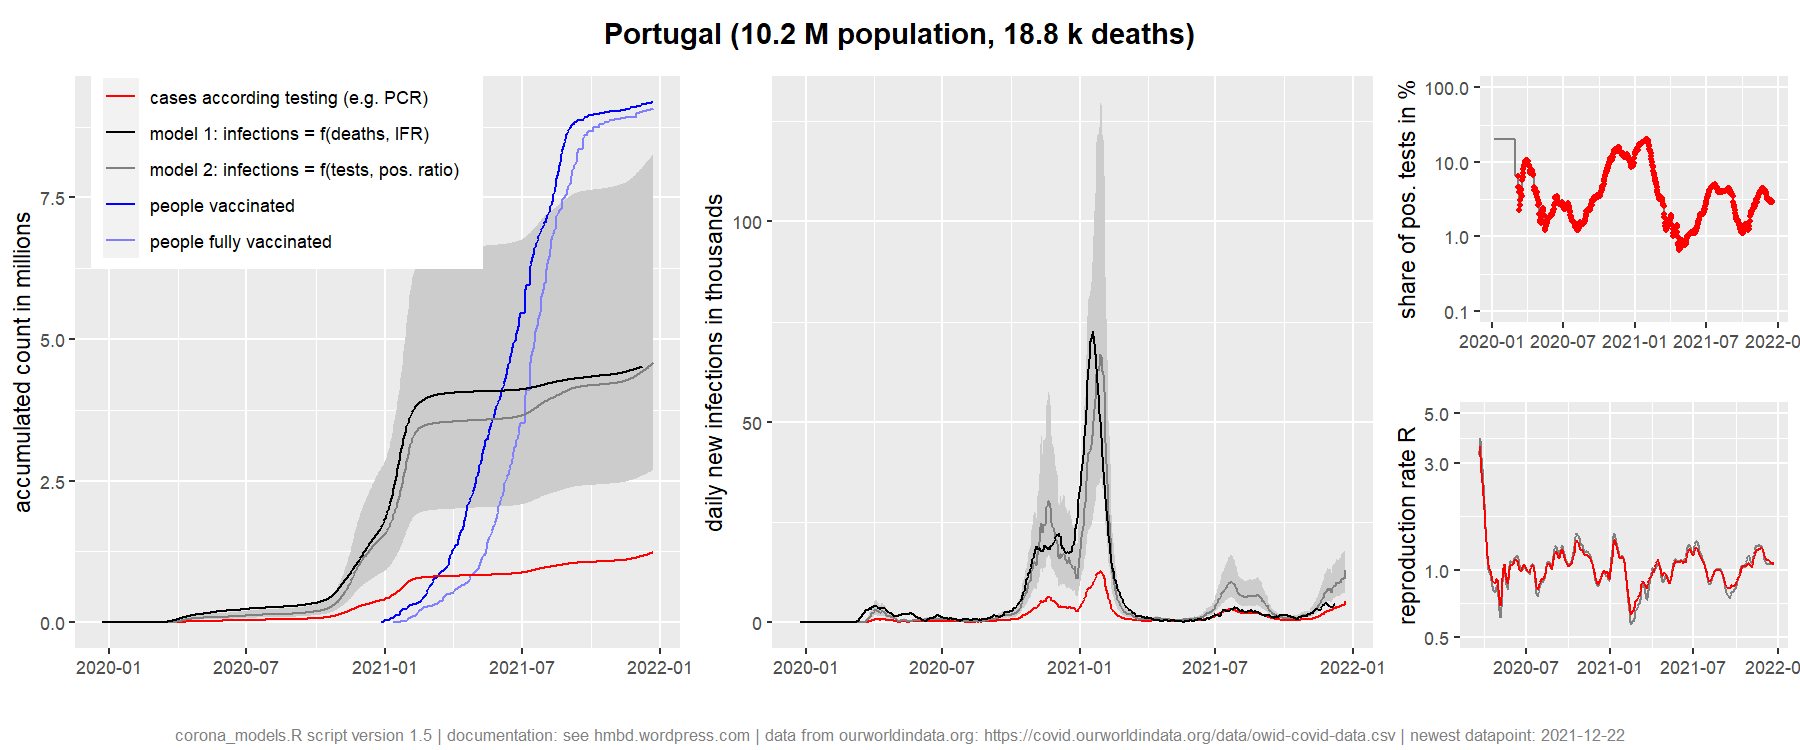 Portugal (10.2 M population, 18.8 k deaths)
accumulated count in millions
7.5
5.0
2.5
0.0
cases according testing (e.g. PCR)
model 1: infections = f(deaths, IFR)
model 2: infections = f(tests, pos. ratio)
people vaccinated
people fully vaccinated
2020-01 2020-07 2021-01 2021-07 2022-01
daily new infections in thousands
100
50
0
2020-01 2020-07 2021-01 2021-07 2022-01
share of pos. tests in %
100.0
10.0
1.0
0.1
2020-01 2020-07 2021-01 2021-07 2022-0
reproduction rate R
5.0
3.0
1.0
0.5
2020-07 2021-01 2021-07 2022-0
corona_models.R script version 1.5 | documentation: see hmbd.wordpress.com | data from ourworldindata.org: https://covid.ourworldindata.org/data/owid-covid-data.csv | newest datapoint: 2021-12-22